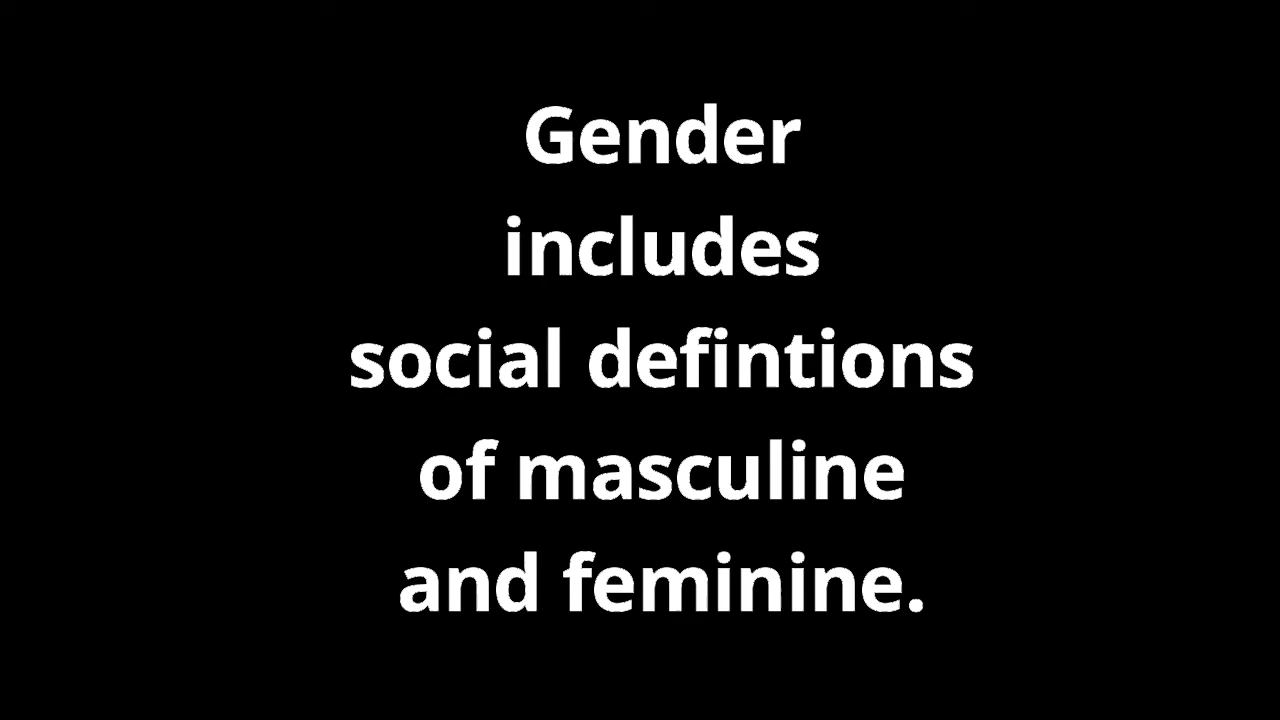 Gender
includes
social defintions
of masculine
and feminine.